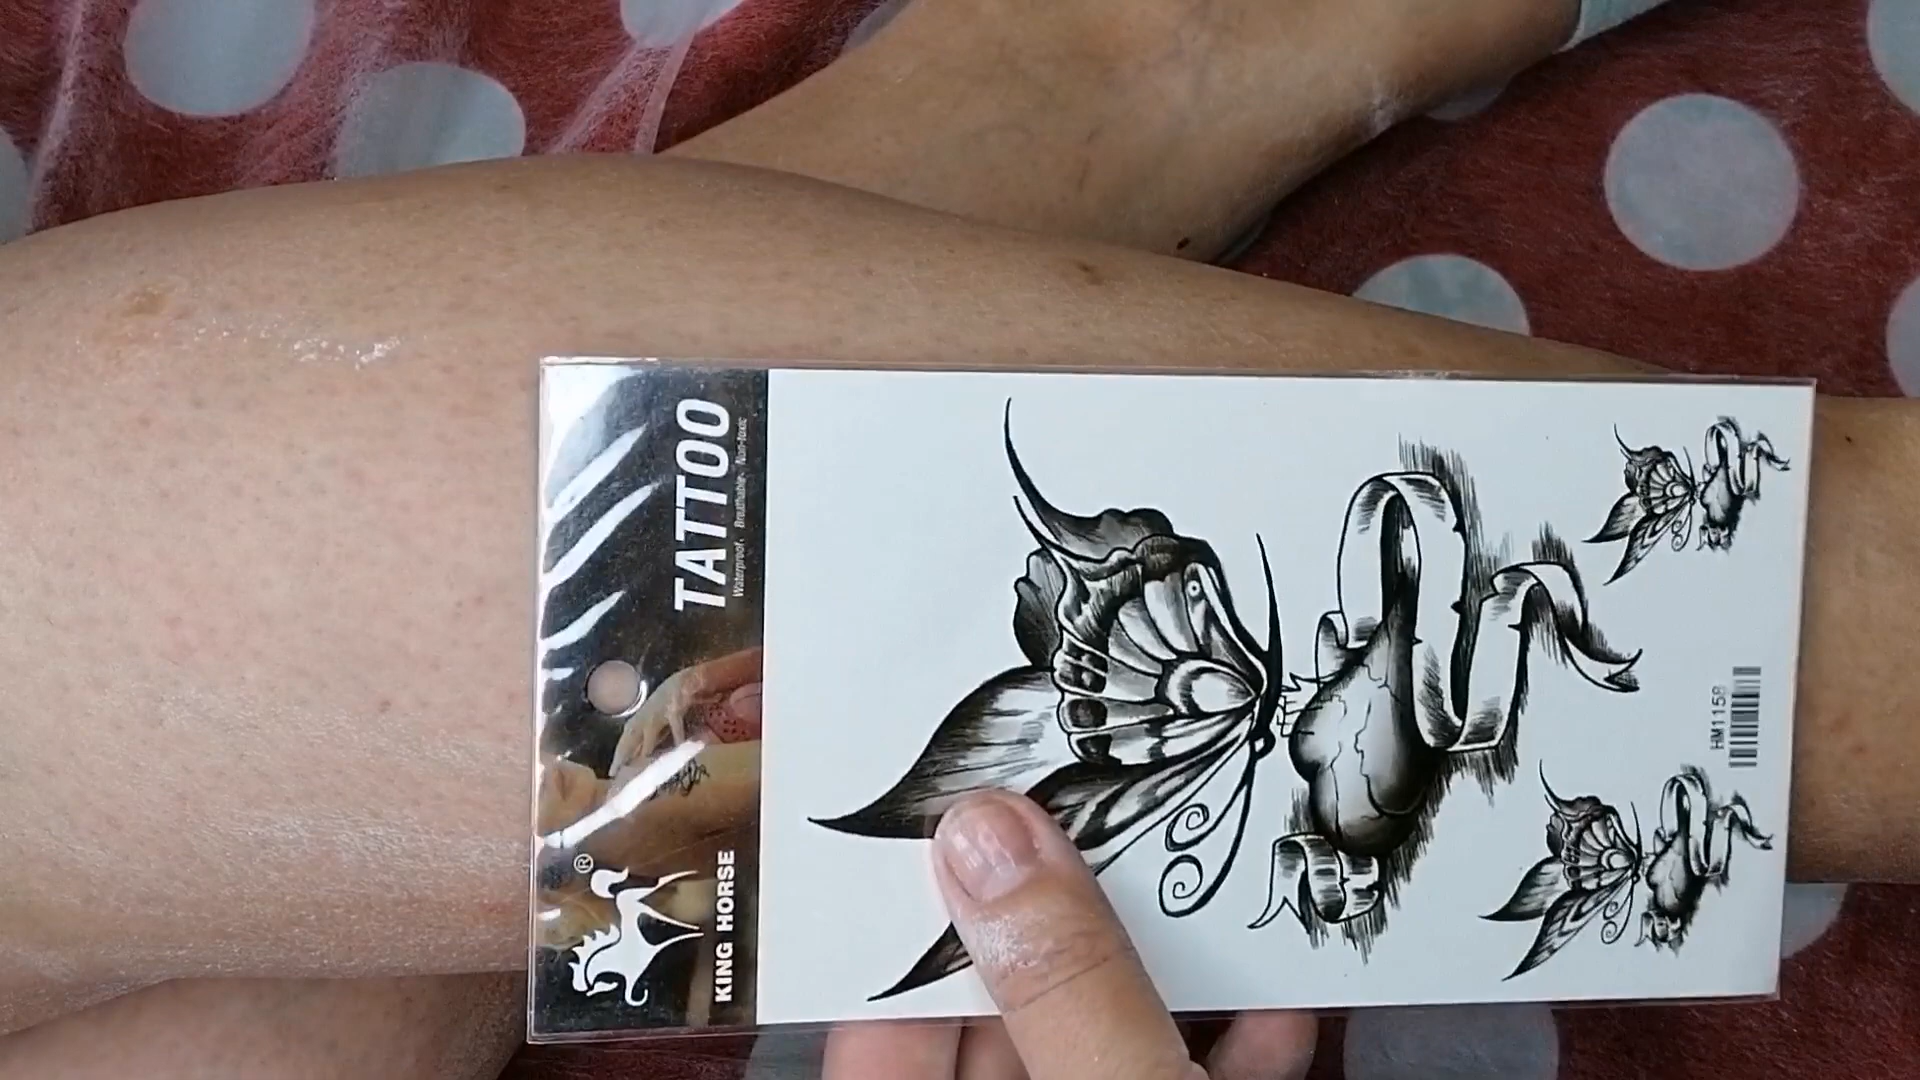 TATTOO
Waterproof、Breathable、Non-toxic
®
KING HORSE
HM1158